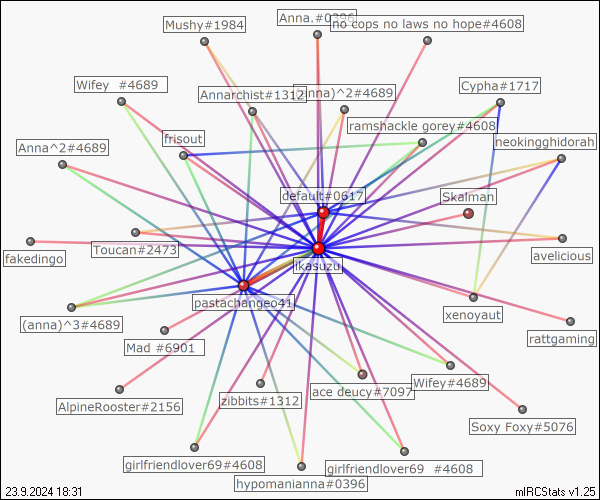 Anna.#0396
Mushy#1984
no cops no laws no hope#4608
Wifey  #4689
Annarchist#1312
nna)^2#4689
Cypha#1717
ramshackle gorey#4608
frisout
neokingghidorah
Anna^2#4689
default#0617
Skalman
fakedingo
Toucan#2473
avelicious
ikasuzu
pastachangeo41
xenoyaut
(anna)^3#4689
rattgaming
Mad #6901
Wifey#4689
ace deucy#7097
zibbits#1312
AlpineRooster#2156
Soxy Foxy#5076
girlfriendlover69#4608
girlfriendlover69  #4608
hypomanianna#0396
23.9.2024 18:31
mIRCStats v1.25